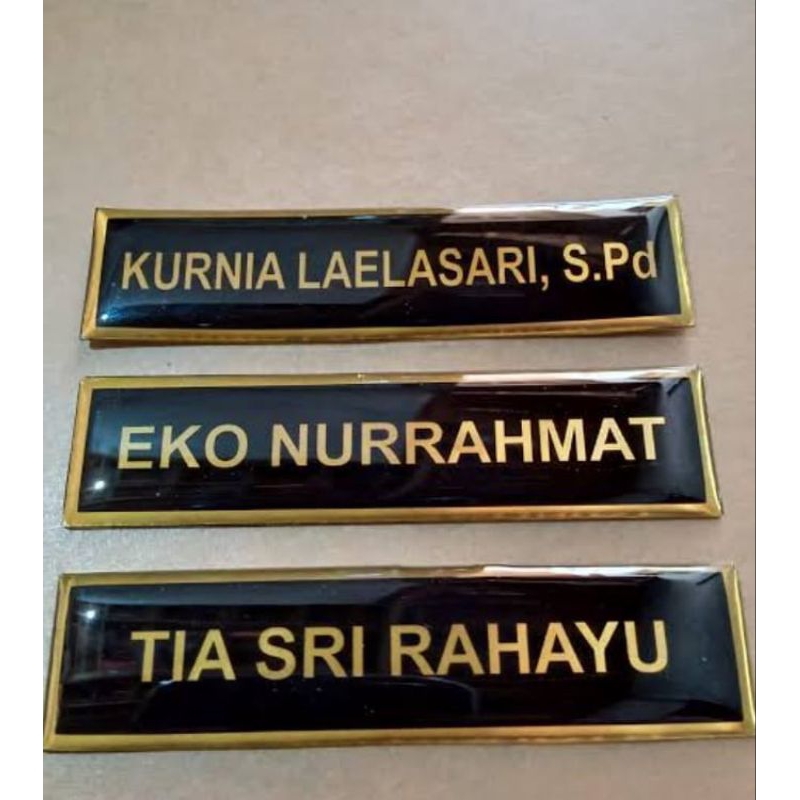 KURNIA LAELASARI, S.Pd
EKO NURRAHMAT
TIA SRI RAHAYU